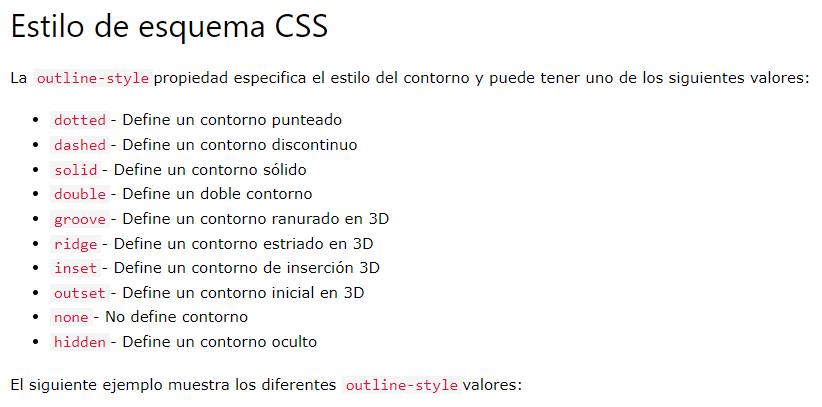 Estilo de esquema CSS
La outline-style propiedad especifica el estilo del contorno y puede tener uno de los siguientes valores:
• dotted - Define un contorno punteado
• dashed - Define un contorno discontinuo
• solid - Define un contorno sólido
• double - Define un doble contorno
• groove - Define un contorno ranurado en 3D
• ridge - Define un contorno estriado en 3D
• inset - Define un contorno de inserción 3D
• outset - Define un contorno inicial en 3D
• none - No define contorno
• hidden - Define un contorno oculto
El siguiente ejemplo muestra los diferentes outline-style valores: